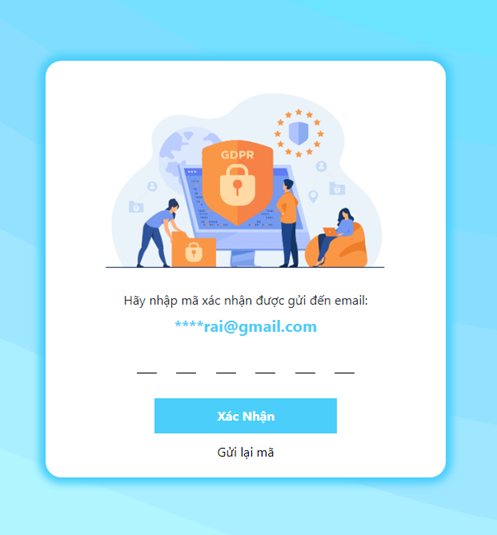 GDPR
Hãy nhập mã xác nhận được gửi đến email:
****rai@gmail.com
Xác Nhận
Gửi lại mã